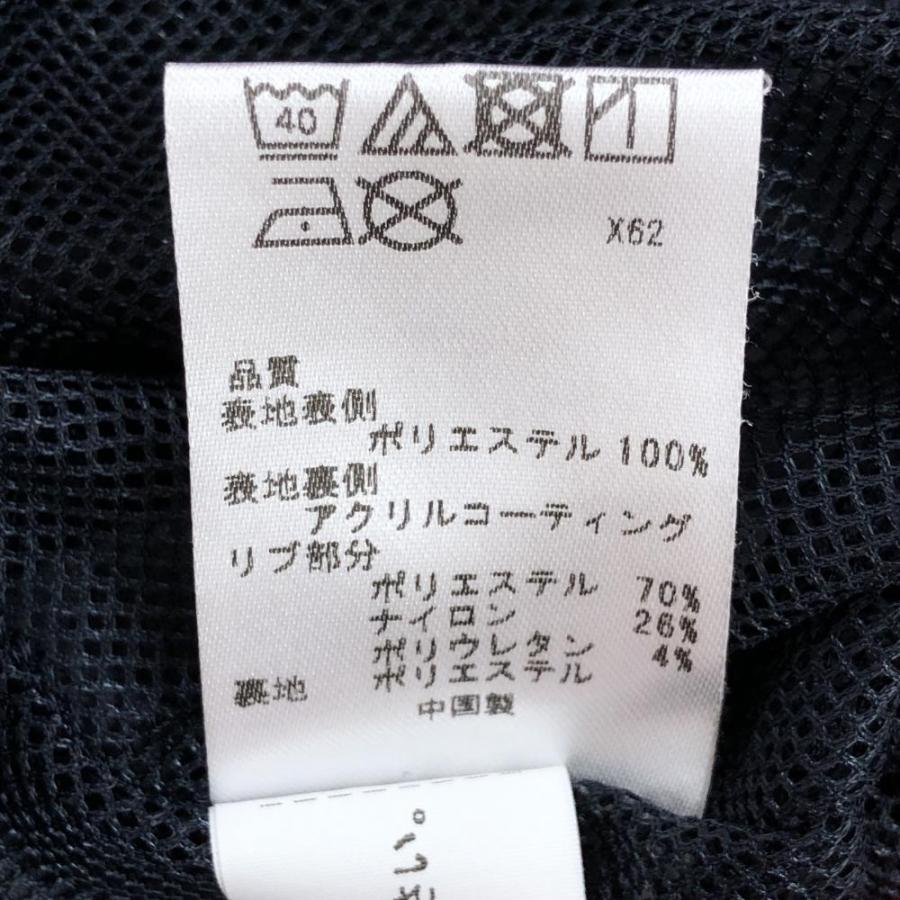 40
X62
品質
表地表側
ポリエステル 100%
表地裏側
アクリルコーティング
リブ部分
ポリエステル 70%
ナイロン 26%
ポリウレタン 4%
裏地 ポリエステル
中国製